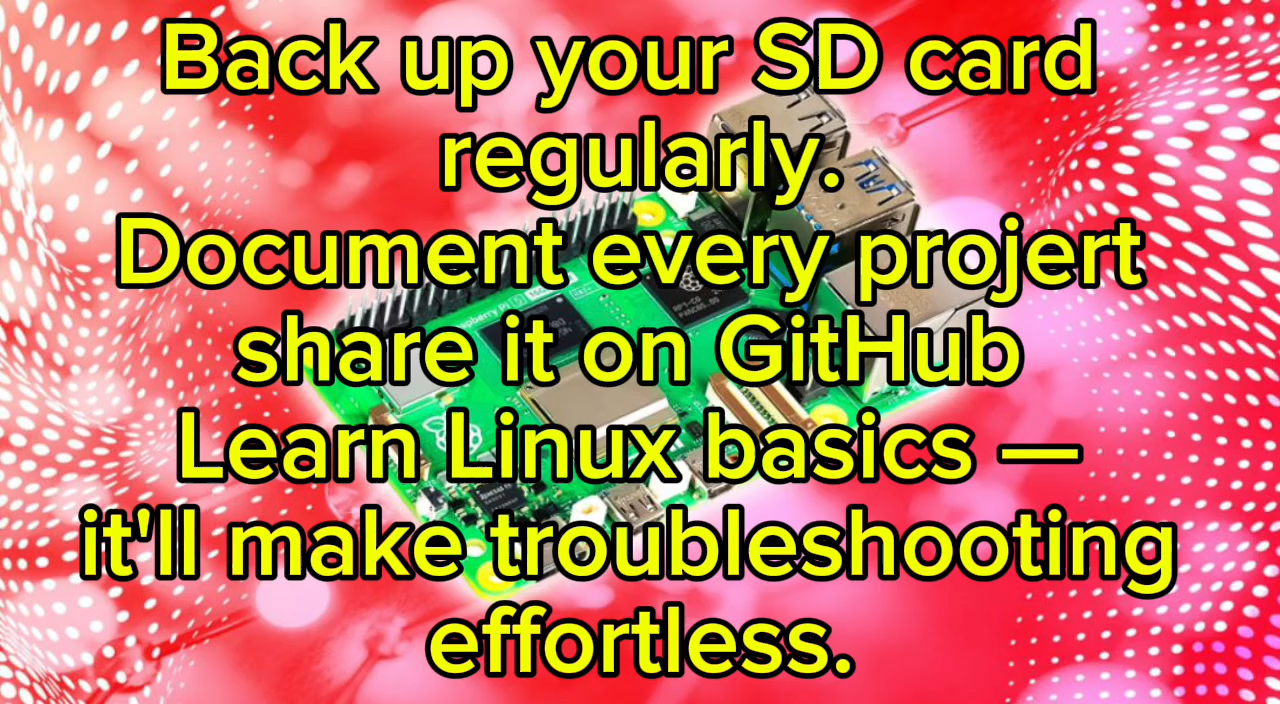 Back up your SD card
regularly.
Document every projert
share it on GitHub
Learn Linux basics —
it'll make troubleshooting
effortless.